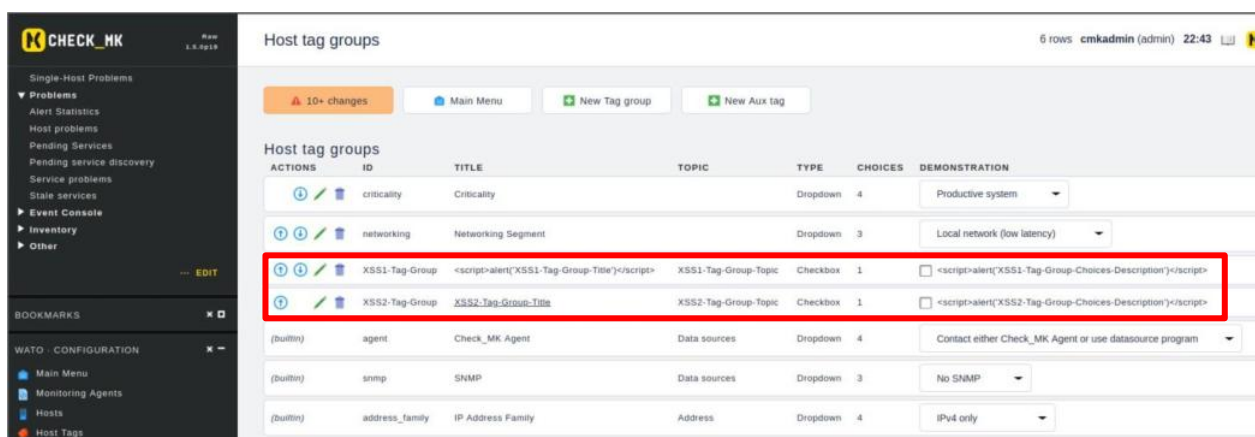 CHECK_MK
Raw
1.5.0p19
Host tag groups
6 rows cmkadmin (admin) 22:43
Single-Host Problems
Problems
Alert Statistics
Host problems
Pending Services
Pending service discovery
Service problems
Stale services
Event Console
Inventory
Other
... EDIT
BOOKMARKS
WATO · CONFIGURATION
Main Menu
Monitoring Agents
Hosts
Host Tags
10+ changes
Main Menu
New Tag group
New Aux tag
Host tag groups
ACTIONS ID TITLE TOPIC TYPE CHOICES DEMONSTRATION
criticality Criticality Dropdown 4 Productive system
networking Networking Segment Dropdown 3 Local network (low latency)
XSS1-Tag-Group <script>alert('XSS1-Tag-Group-Title')</script> XSS1-Tag-Group-Topic Checkbox 1 <script>alert('XSS1-Tag-Group-Choices-Description')</script>
XSS2-Tag-Group XSS2-Tag-Group-Title XSS2-Tag-Group-Topic Checkbox 1 <script>alert('XSS2-Tag-Group-Choices-Description')</script>
(builtin) agent Check_MK Agent Data sources Dropdown 4 Contact either Check_MK Agent or use datasource program
(builtin) snmp SNMP Data sources Dropdown 3 No SNMP
(builtin) address_family IP Address Family Address Dropdown 4 IPv4 only